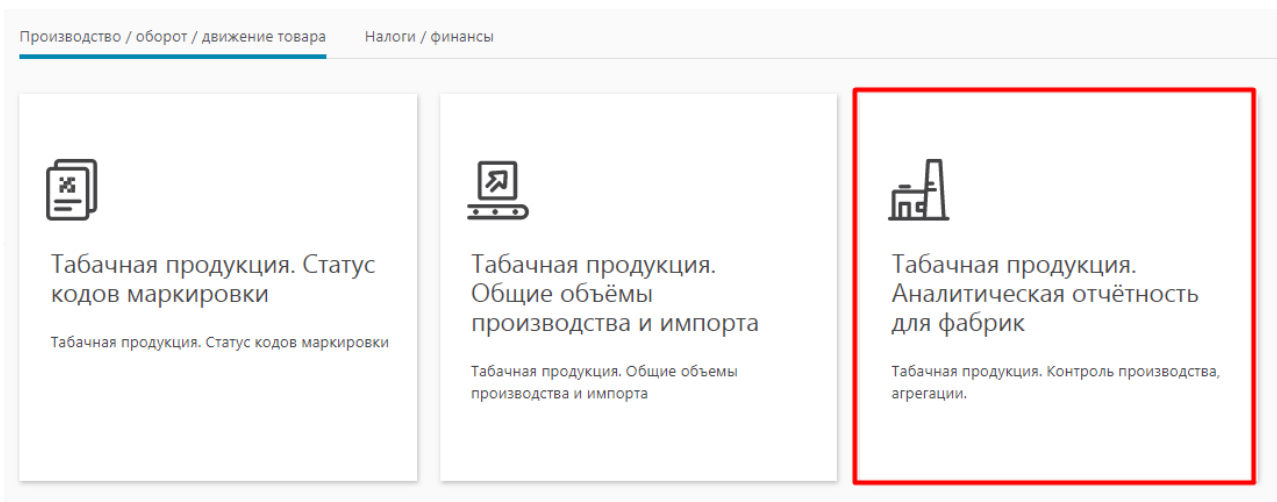 Производство / оборот / движение товара
Налоги / финансы
Табачная продукция. Статус
кодов маркировки
Табачная продукция. Статус кодов маркировки
Табачная продукция.
Общие объёмы
производства и импорта
Табачная продукция. Общие объемы
производства и импорта
Табачная продукция.
Аналитическая отчётность
для фабрик
Табачная продукция. Контроль производства,
агрегации.